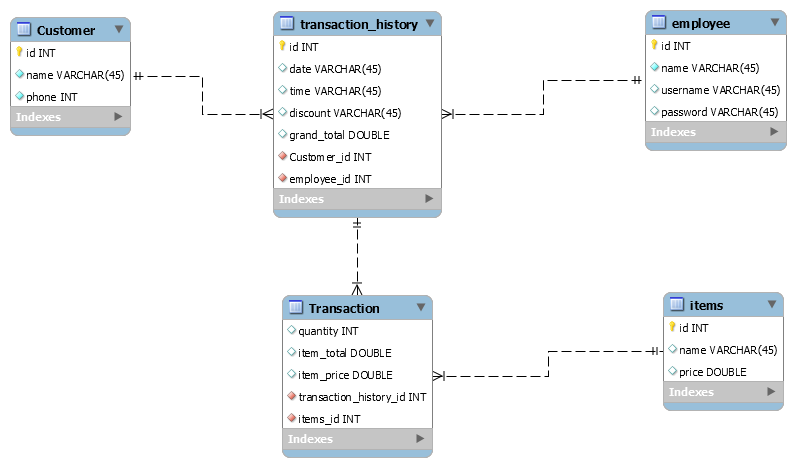 Customer
id INT
name VARCHAR(45)
phone INT
Indexes
transaction_history
id INT
date VARCHAR(45)
time VARCHAR(45)
discount VARCHAR(45)
grand_total DOUBLE
Customer_id INT
employee_id INT
Indexes
employee
id INT
name VARCHAR(45)
username VARCHAR(45)
password VARCHAR(45)
Indexes
Transaction
quantity INT
item_total DOUBLE
item_price DOUBLE
transaction_history_id INT
items_id INT
Indexes
items
id INT
name VARCHAR(45)
price DOUBLE
Indexes